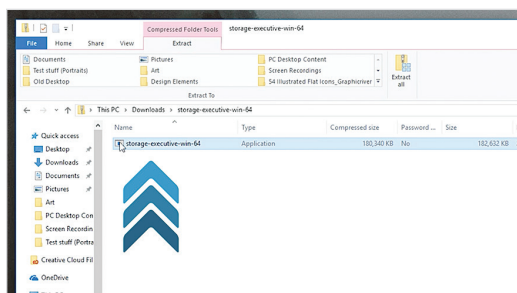 Compressed Folder Tools storage-executive-win-64
File Home Share View Extract
Documents Pictures PC Desktop Content
Test stuff (Portraits) Art Screen Recordings
Old Desktop Design Elements 54 Illustrated Flat Icons_Graphicriver
Extract all
Extract To
This PC > Downloads > storage-executive-win-64
Name Type Compressed size Password ... Size
storage-executive-win-64 Application 180,340 KB No 182,632 KB
Quick access
Desktop
Downloads
Documents
Pictures
Art
PC Desktop Con
Screen Recordin
Test stuff (Portra
Creative Cloud Fil
OneDrive